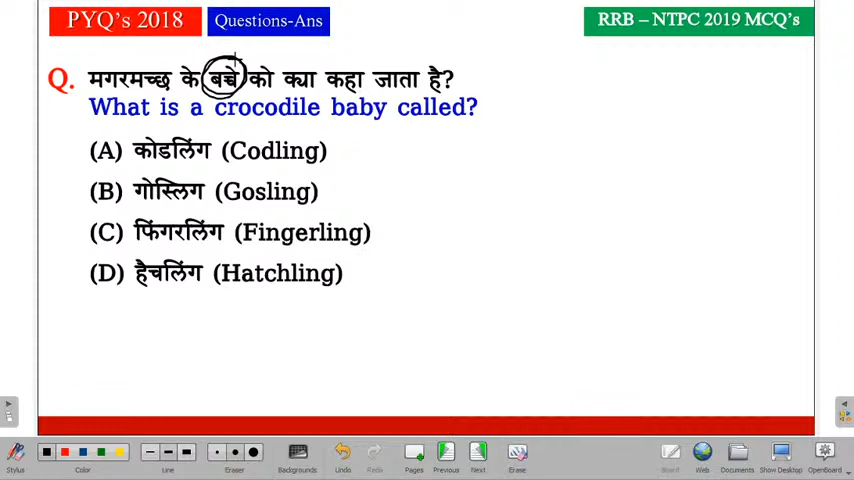 PYQ's 2018
Questions-Ans
RRB – NTPC 2019 MCQ's
Q. मगरमच्छ के बच्चे को क्या कहा जाता है?
What is a crocodile baby called?
(A) कोडलिंग (Codling)
(B) गोस्लिग (Gosling)
(C) फिंगरलिंग (Fingerling)
(D) हैचलिंग (Hatchling)
Stylus Color Line Eraser Backgrounds Undo Redo Pages Previous Next Erase Board Web Documents Show Desktop OpenBoard